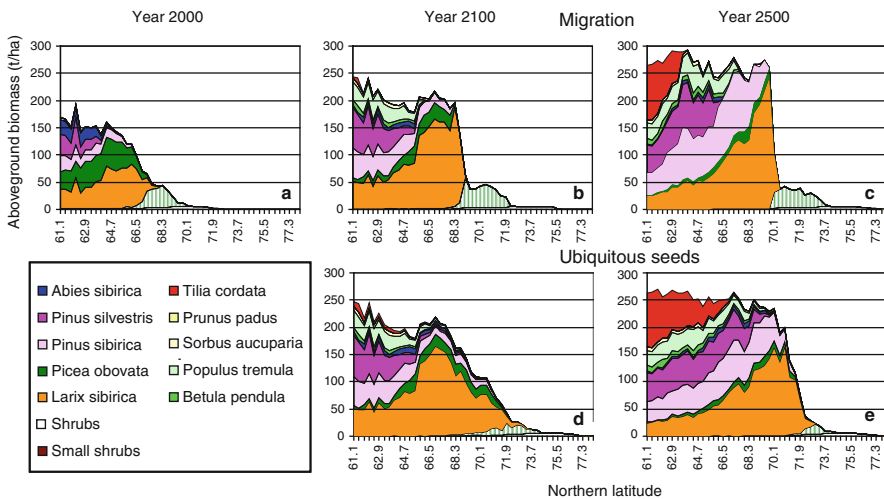 Year 2000 Year 2100 Migration Year 2500
Aboveground biomass (t/ha)
300 300 300
250 250 250
200 200 200
150 150 150
100 100 100
50 50 50
0 0 0
a b c
61.1 62.9 64.7 66.5 68.3 70.1 71.9 73.7 75.5 77.3
61.1 62.9 64.7 66.5 68.3 70.1 71.9 73.7 75.5 77.3
61.1 62.9 64.7 66.5 68.3 70.1 71.9 73.7 75.5 77.3
Ubiquitous seeds
Abies sibirica Tilia cordata
Pinus silvestris Prunus padus
Pinus sibirica Sorbus aucuparia
Picea obovata Populus tremula
Larix sibirica Betula pendula
Shrubs
Small shrubs
300 300
250 250
200 200
150 150
100 100
50 50
0 0
d e
61.1 62.9 64.7 66.5 68.3 70.1 71.9 73.7 75.5 77.3
61.1 62.9 64.7 66.5 68.3 70.1 71.9 73.7 75.5 77.3
Northern latitude